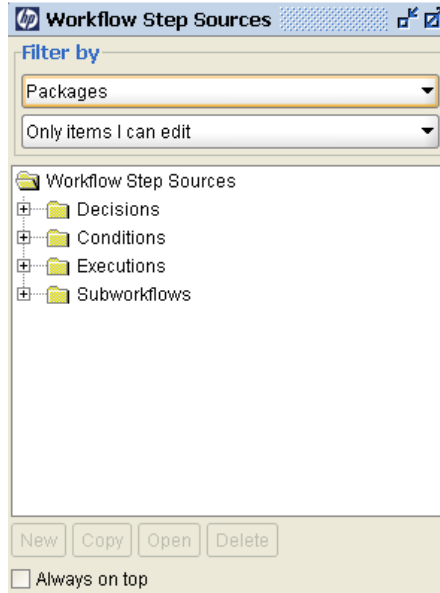 hp Workflow Step Sources
Filter by
Packages
Only items I can edit
Workflow Step Sources
Decisions
Conditions
Executions
Subworkflows
New Copy Open Delete
Always on top